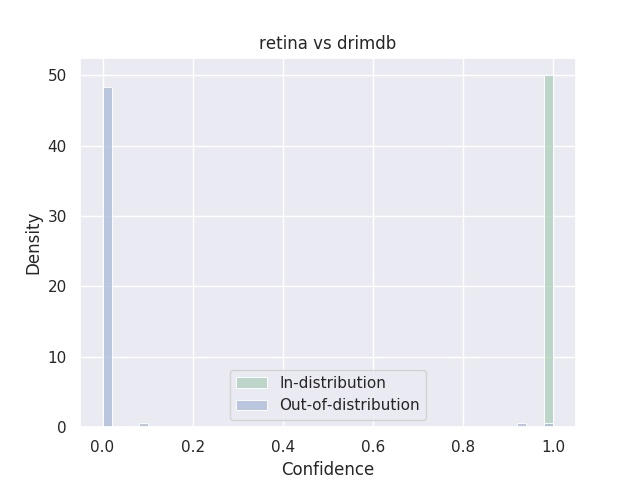 retina vs drimdb
50
40
30
20
10
0
Density
In-distribution
Out-of-distribution
0.0 0.2 0.4 0.6 0.8 1.0
Confidence